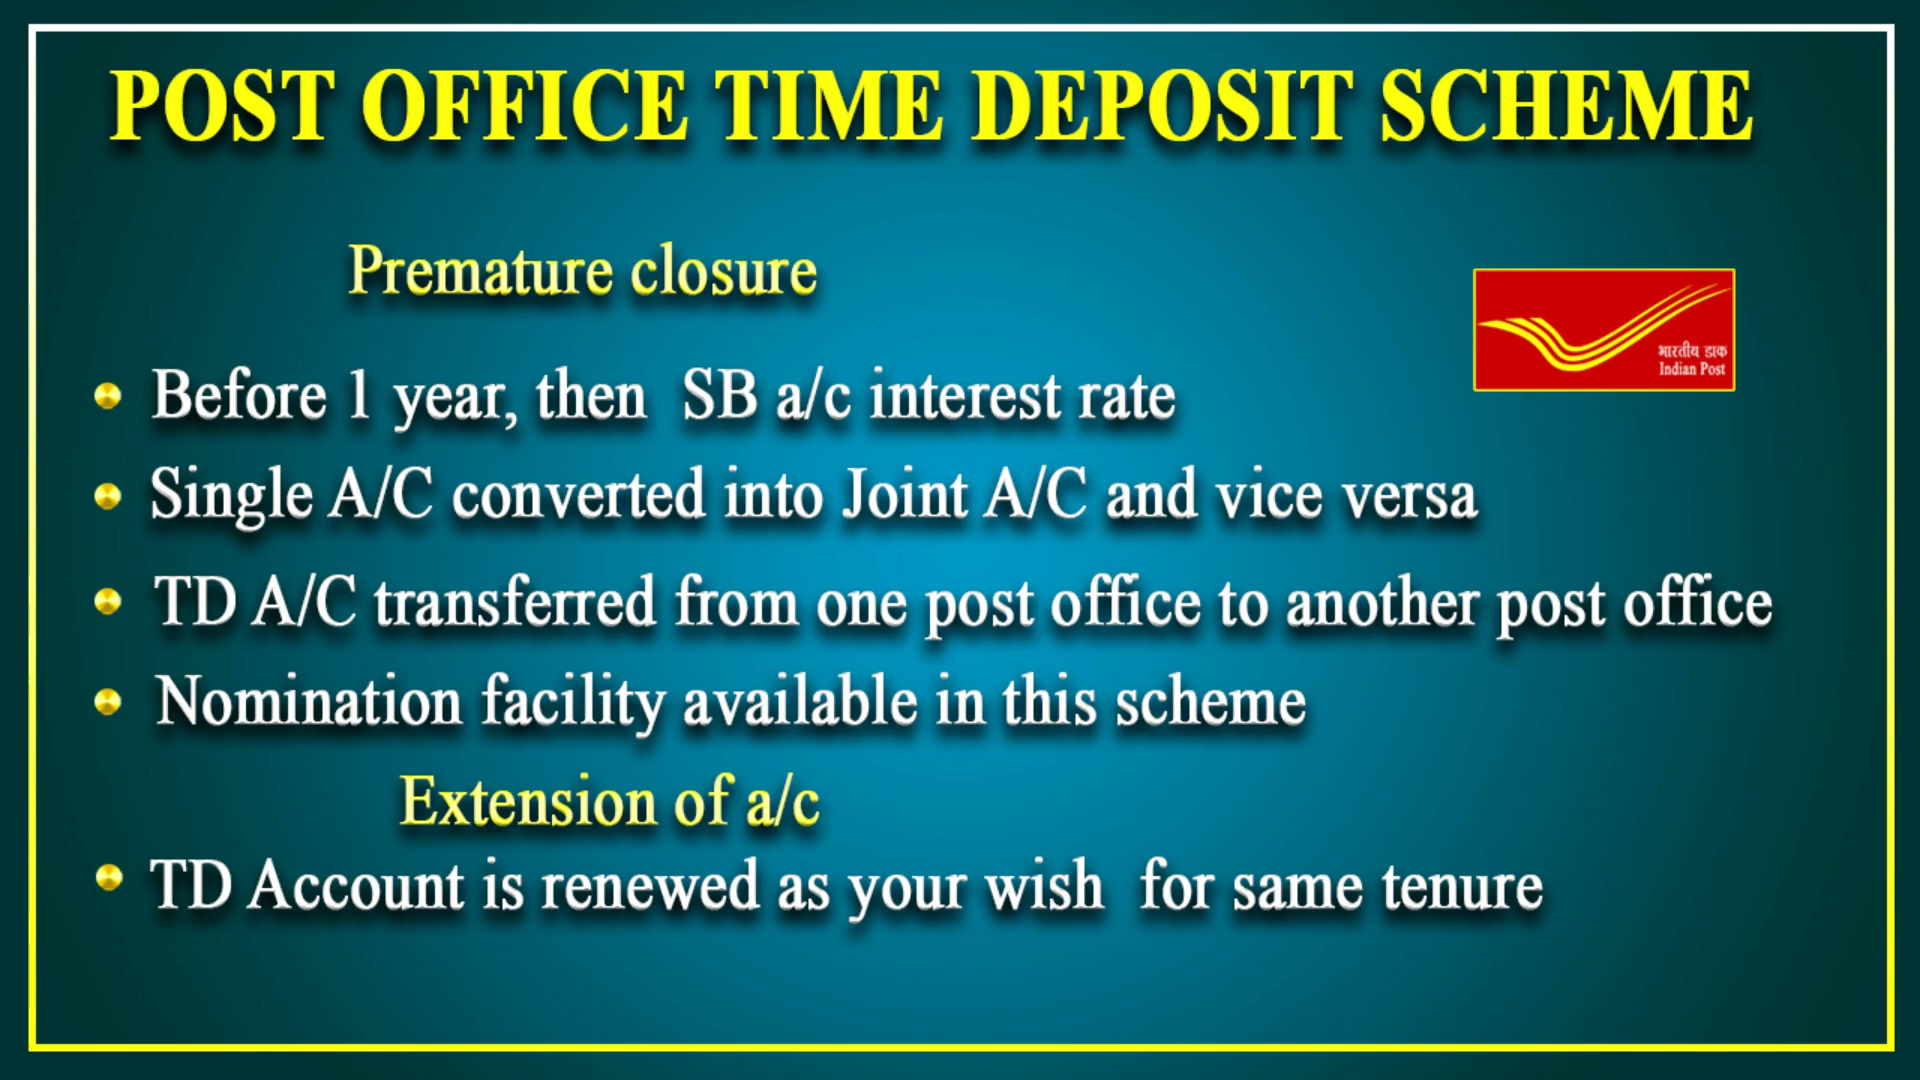 POST OFFICE TIME DEPOSIT SCHEME
Premature closure
भारतीय डाक
Indian Post
Before 1 year, then SB a/c interest rate
Single A/C converted into Joint A/C and vice versa
TD A/C transferred from one post office to another post office
Nomination facility available in this scheme
Extension of a/c
TD Account is renewed as your wish for same tenure